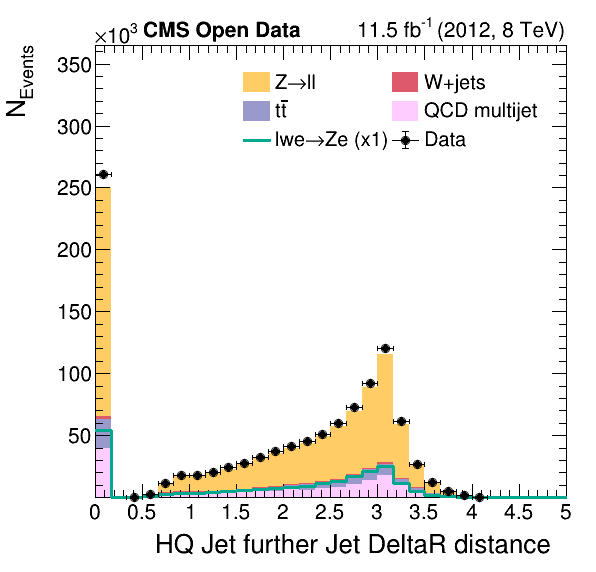 ×10³ CMS Open Data 11.5 fb⁻¹ (2012, 8 TeV)
N_Events
350
300
250
200
150
100
50
Z→ll W+jets
tt̄ QCD multijet
lwe→Ze (x1) Data
0 0.5 1 1.5 2 2.5 3 3.5 4 4.5 5
HQ Jet further Jet DeltaR distance